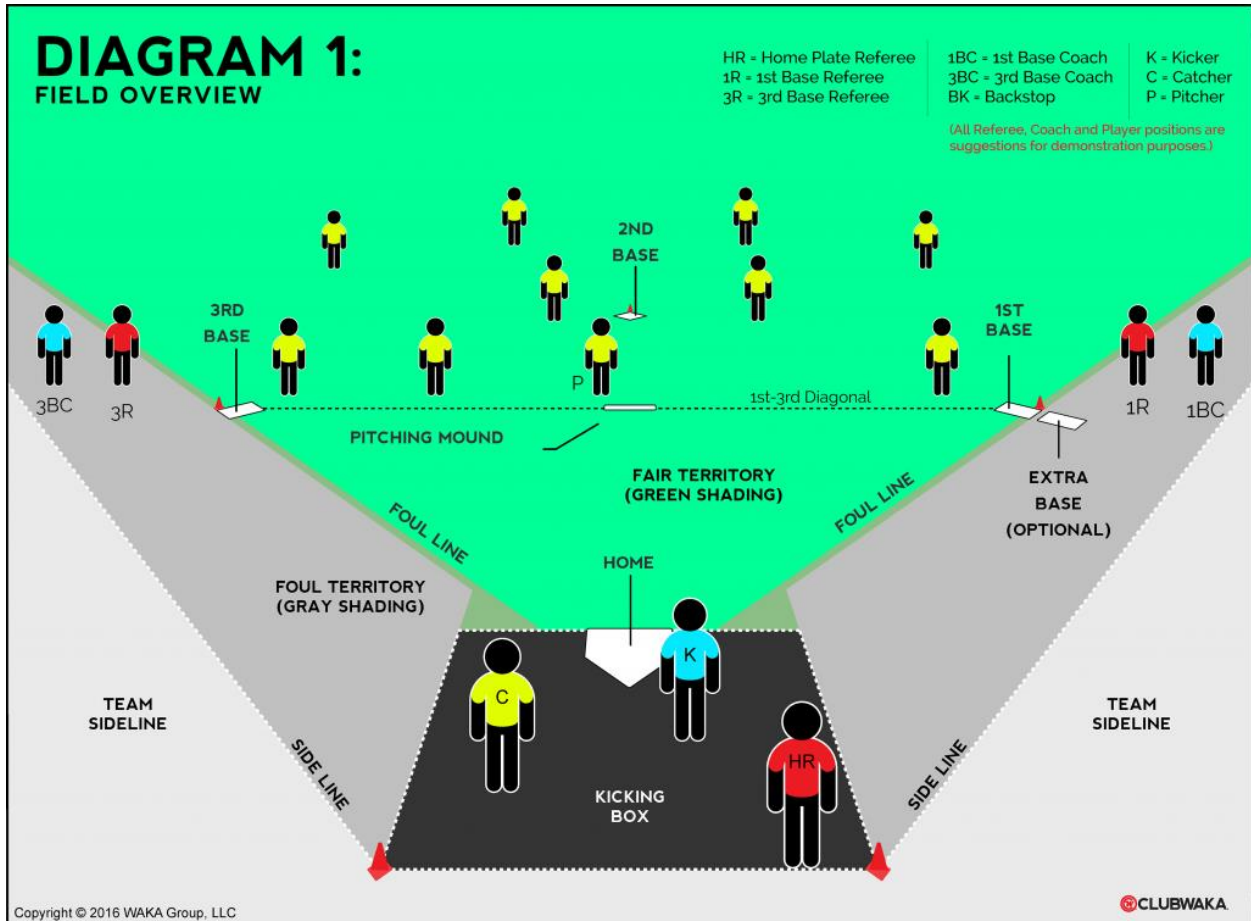 DIAGRAM 1:
FIELD OVERVIEW
HR = Home Plate Referee
1R = 1st Base Referee
3R = 3rd Base Referee
1BC = 1st Base Coach
3BC = 3rd Base Coach
BK = Backstop
K = Kicker
C = Catcher
P = Pitcher
(All Referee, Coach and Player positions are
suggestions for demonstration purposes.)
2ND
BASE
3RD
BASE
1ST
BASE
P
3BC
3R
1st-3rd Diagonal
1R
1BC
PITCHING MOUND
FAIR TERRITORY
(GREEN SHADING)
EXTRA
BASE
(OPTIONAL)
FOUL LINE
FOUL LINE
HOME
FOUL TERRITORY
(GRAY SHADING)
K
C
TEAM
SIDELINE
TEAM
SIDELINE
SIDE LINE
SIDE LINE
HR
KICKING
BOX
Copyright © 2016 WAKA Group, LLC
CLUBWAKA.